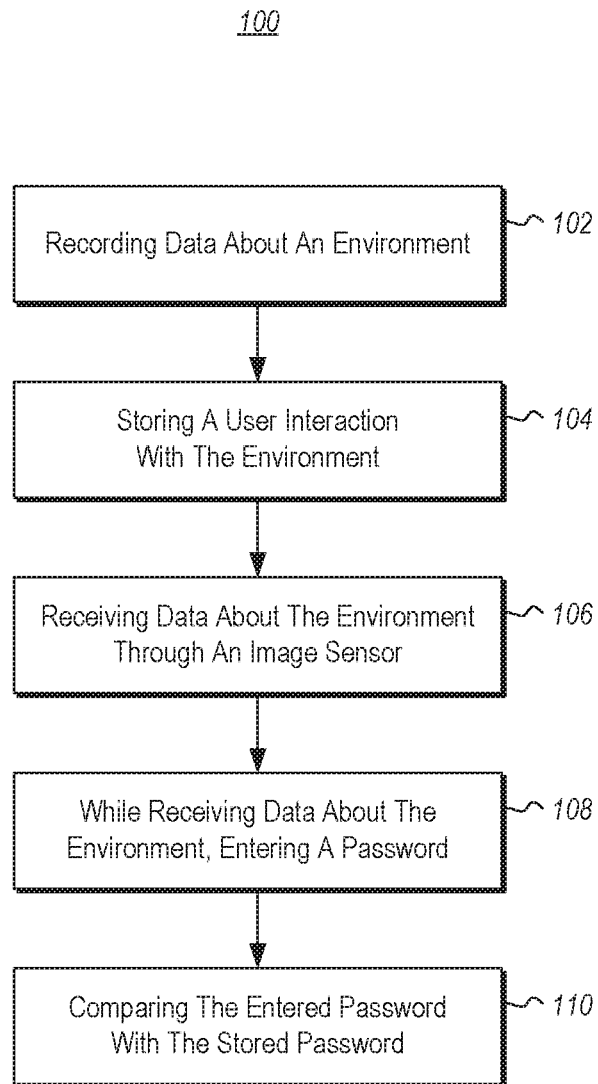 100
Recording Data About An Environment
102
Storing A User Interaction
With The Environment
104
Receiving Data About The Environment
Through An Image Sensor
106
While Receiving Data About The
Environment, Entering A Password
108
Comparing The Entered Password
With The Stored Password
110